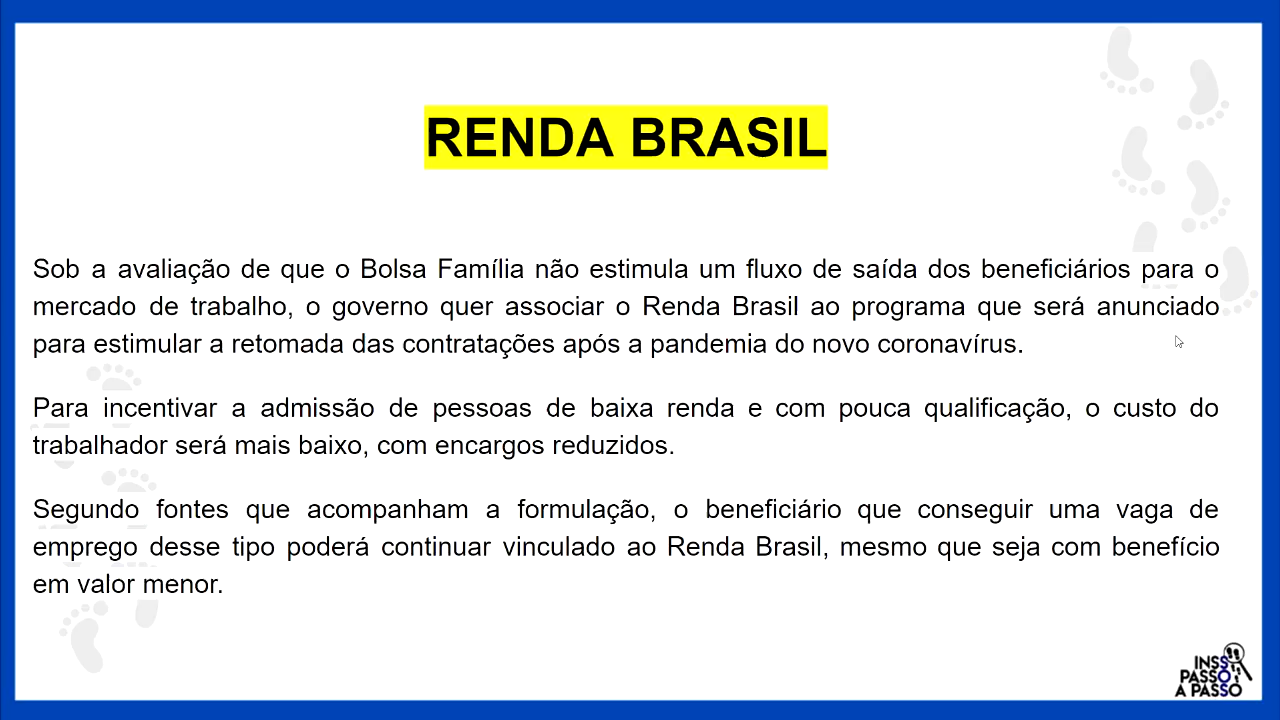 RENDA BRASIL
Sob a avaliação de que o Bolsa Família não estimula um fluxo de saída dos beneficiários para o
mercado de trabalho, o governo quer associar o Renda Brasil ao programa que será anunciado
para estimular a retomada das contratações após a pandemia do novo coronavírus.
Para incentivar a admissão de pessoas de baixa renda e com pouca qualificação, o custo do
trabalhador será mais baixo, com encargos reduzidos.
Segundo fontes que acompanham a formulação, o beneficiário que conseguir uma vaga de
emprego desse tipo poderá continuar vinculado ao Renda Brasil, mesmo que seja com benefício
em valor menor.
INSS
PASSO
A PASSO